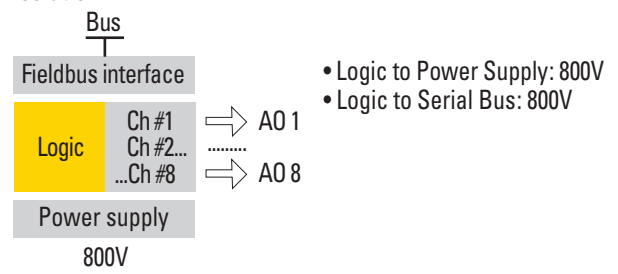 Bus
Fieldbus interface
• Logic to Power Supply: 800V
• Logic to Serial Bus: 800V
Logic
Ch #1
AO 1
Ch #2...
.........
...Ch #8
AO 8
Power supply
800V